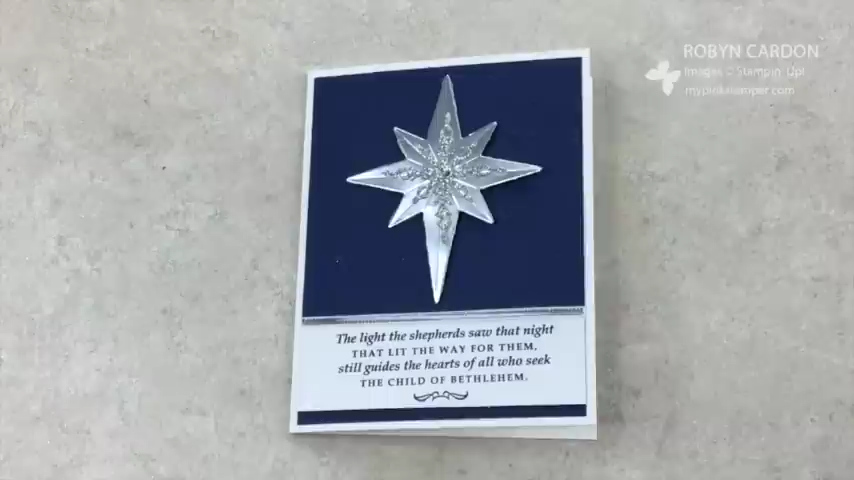 ROBYN CARDON
Images © Stampin' Up!
mypinkstamper.com
The light the shepherds saw that night
THAT LIT THE WAY FOR THEM,
still guides the hearts of all who seek
THE CHILD OF BETHLEHEM.